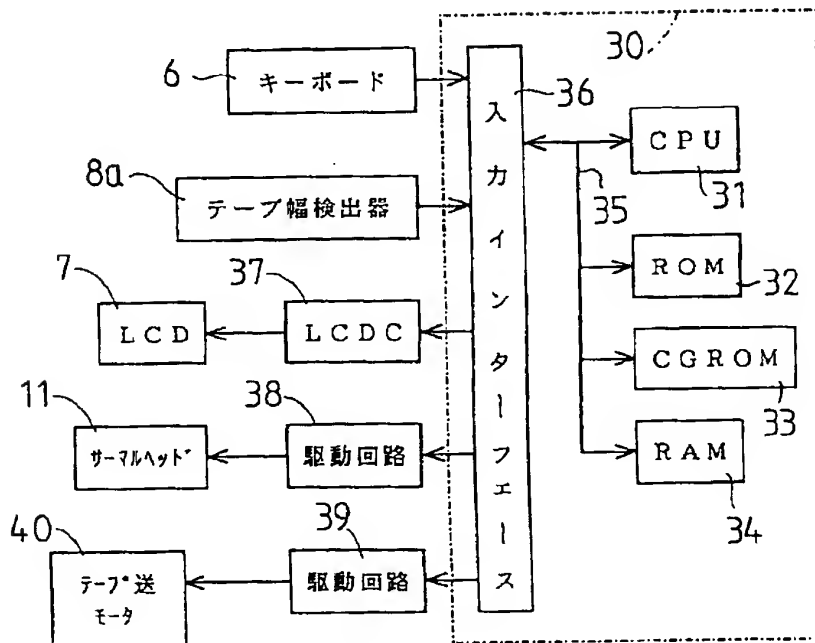 30
6
キーボード
36
入力インターフェース
CPU
31
8a
テープ幅検出器
35
ROM
32
7
LCD
37
LCDC
CGROM
33
11
サーマルヘッド
38
駆動回路
RAM
34
40
テープ送
モータ
39
駆動回路